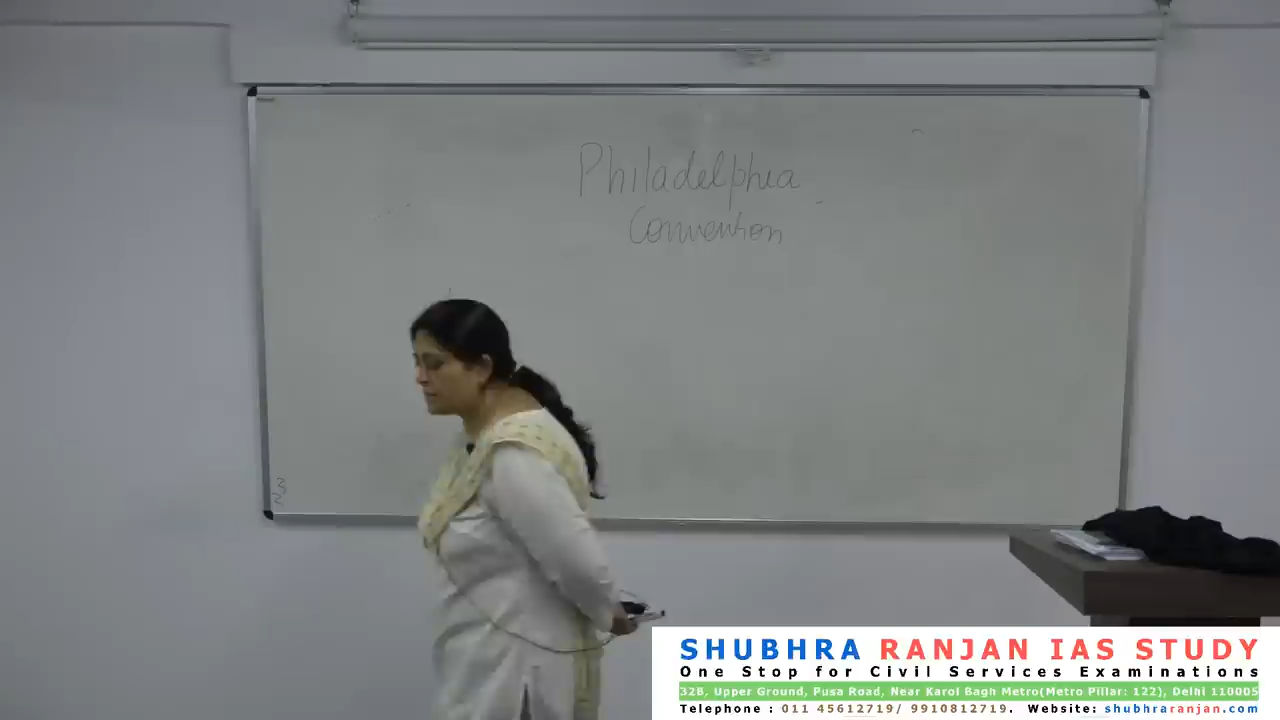 Philadelphia
Convention
32
SHUBHRA RANJAN IAS STUDY
One Stop for Civil Services Examinations
32B, Upper Ground, Pusa Road, Near Karol Bagh Metro(Metro Pillar: 122), Delhi 110005
Telephone : 011 45612719/ 9910812719. Website: shubhraranjan.com